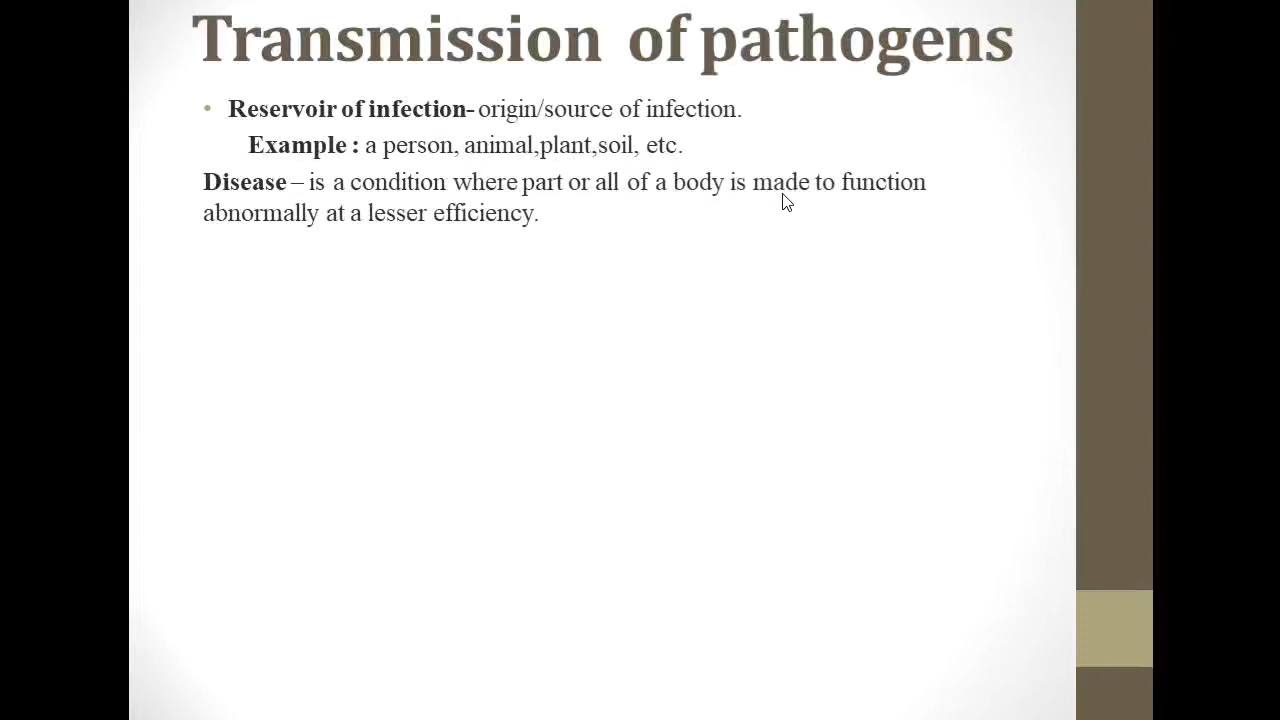 Transmission of pathogens
• Reservoir of infection- origin/source of infection.
Example : a person, animal,plant,soil, etc.
Disease – is a condition where part or all of a body is made to function
abnormally at a lesser efficiency.